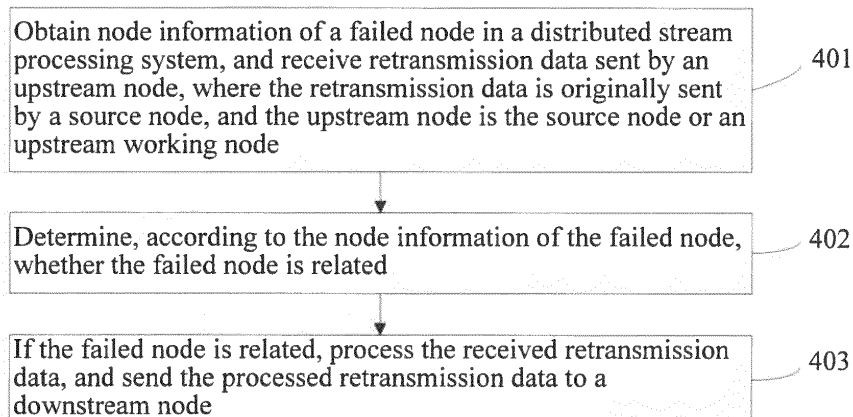 Obtain node information of a failed node in a distributed stream
processing system, and receive retransmission data sent by an
upstream node, where the retransmission data is originally sent
by a source node, and the upstream node is the source node or an
upstream working node
401
Determine, according to the node information of the failed node,
whether the failed node is related
402
If the failed node is related, process the received retransmission
data, and send the processed retransmission data to a
downstream node
403